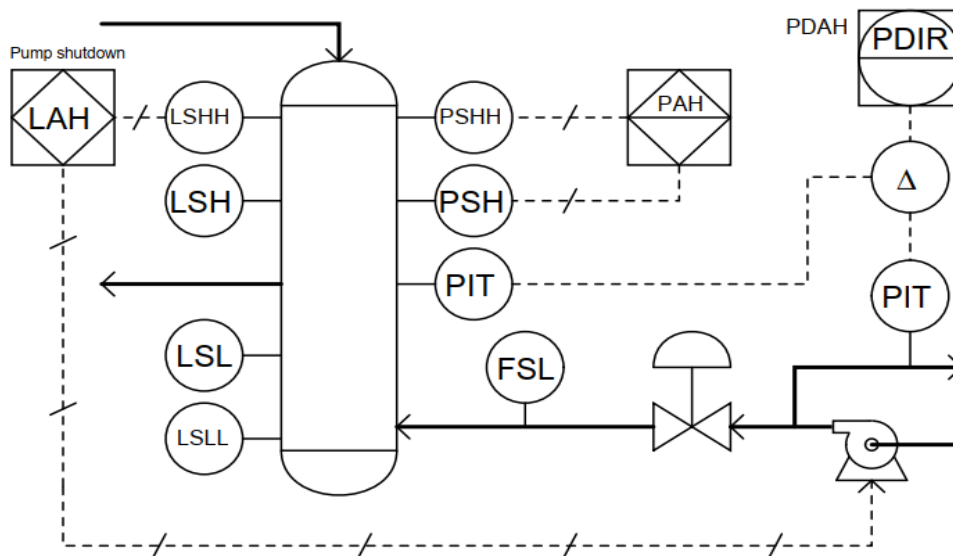 PDAH
PDIR
Pump shutdown
LAH
LSHH
PSHH
PAH
LSH
PSH
Δ
PIT
PIT
LSL
FSL
LSLL